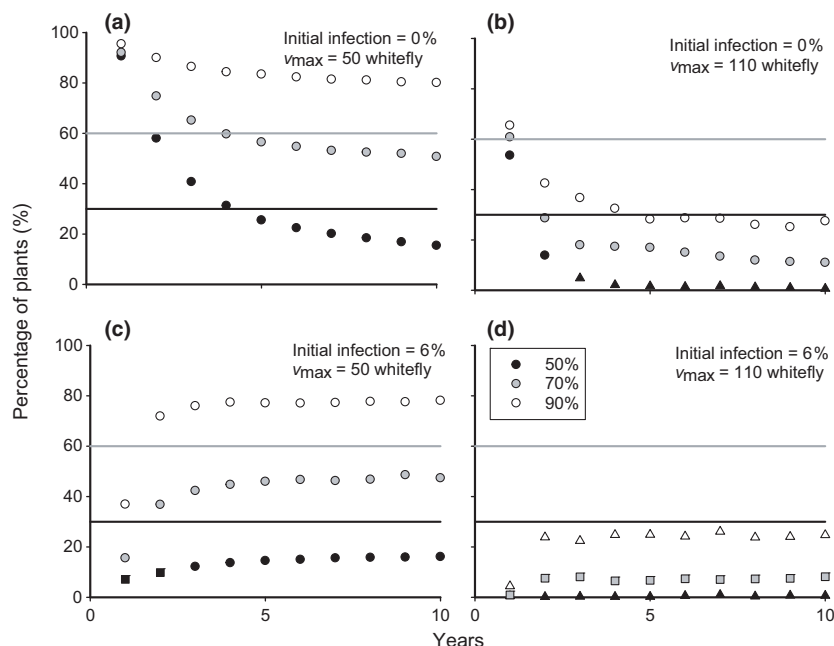 (a)
Initial infection = 0%
vmax = 50 whitefly
100
80
60
40
20
0
(b)
Initial infection = 0%
vmax = 110 whitefly
Percentage of plants (%)
(c)
Initial infection = 6%
vmax = 50 whitefly
100
80
60
40
20
0
0
5
10
(d)
Initial infection = 6%
vmax = 110 whitefly
50%
70%
90%
0
5
10
Years